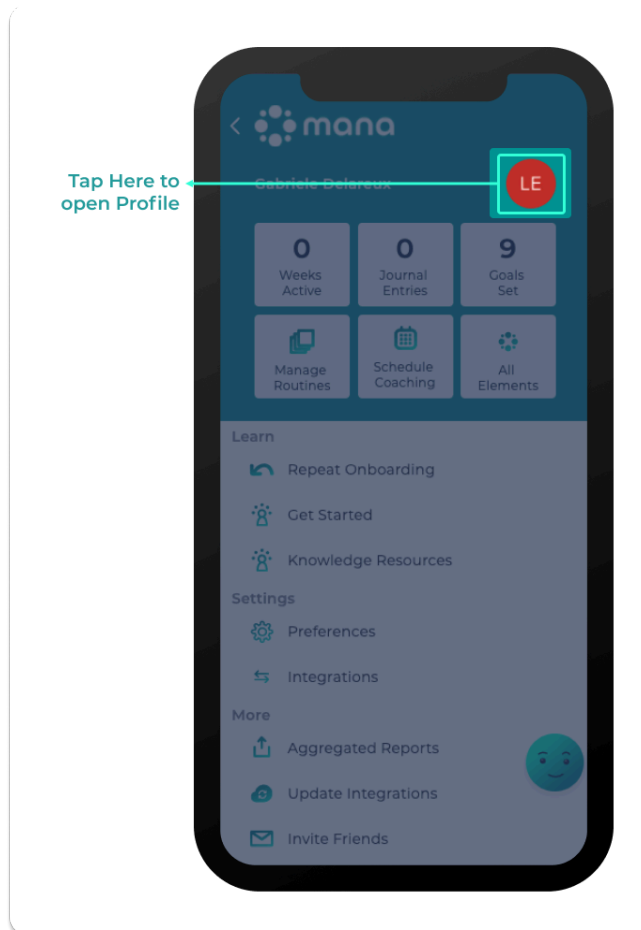 mana
Tap Here to
open Profile
Gabriele Delareux
LE
0
Weeks
Active
0
Journal
Entries
9
Goals
Set
Manage
Routines
Schedule
Coaching
All
Elements
Learn
Repeat Onboarding
Get Started
Knowledge Resources
Settings
Preferences
Integrations
More
Aggregated Reports
Update Integrations
Invite Friends